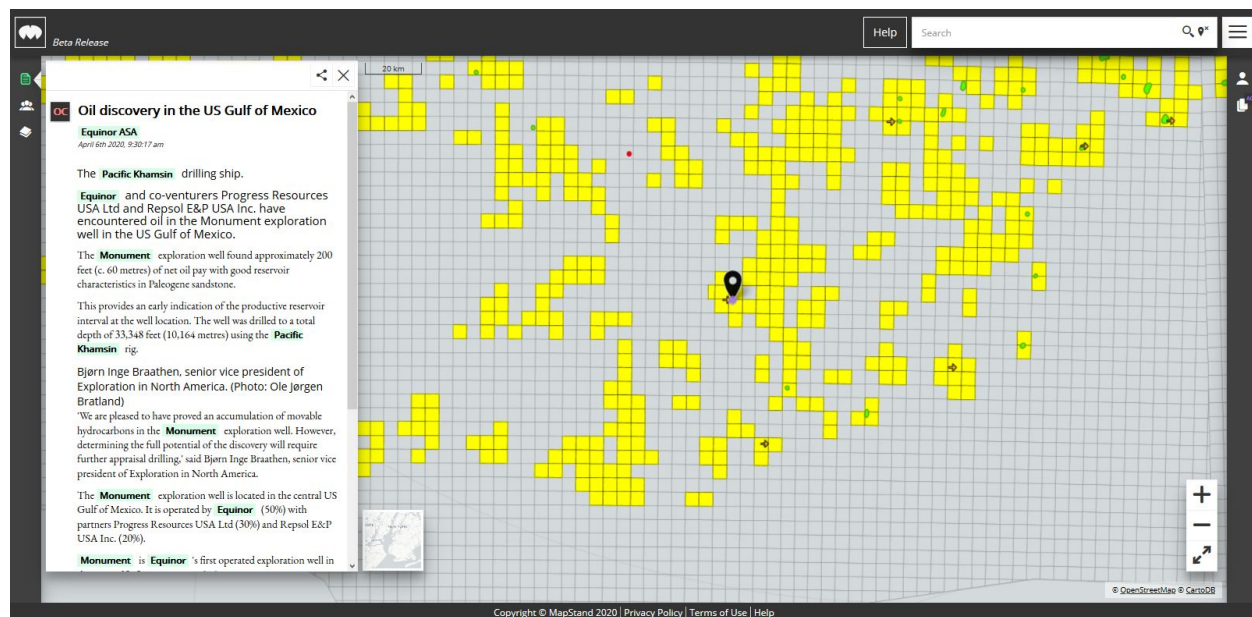 Beta Release
Help
Search
20 km
OC
Oil discovery in the US Gulf of Mexico
Equinor ASA
April 6th 2020, 9:30:17 am
The Pacific Khamsin drilling ship.
Equinor and co-venturers Progress Resources
USA Ltd and Repsol E&P USA Inc. have
encountered oil in the Monument exploration
well in the US Gulf of Mexico.
The Monument exploration well found approximately 200
feet (c. 60 metres) of net oil pay with good reservoir
characteristics in Paleogene sandstone.
This provides an early indication of the productive reservoir
interval at the well location. The well was drilled to a total
depth of 33,348 feet (10,164 metres) using the Pacific
Khamsin rig.
Bjørn Inge Braathen, senior vice president of
Exploration in North America. (Photo: Ole Jørgen
Bratland)
'We are pleased to have proved an accumulation of movable
hydrocarbons in the Monument exploration well. However,
determining the full potential of the discovery will require
further appraisal drilling,' said Bjørn Inge Braathen, senior vice
president of Exploration in North America.
The Monument exploration well is located in the central US
Gulf of Mexico. It is operated by Equinor (50%) with
partners Progress Resources USA Ltd (30%) and Repsol E&P
USA Inc. (20%).
Monument is Equinor 's first operated exploration well in
© OpenStreetMap © CartoDB
Copyright © MapStand 2020 | Privacy Policy | Terms of Use | Help